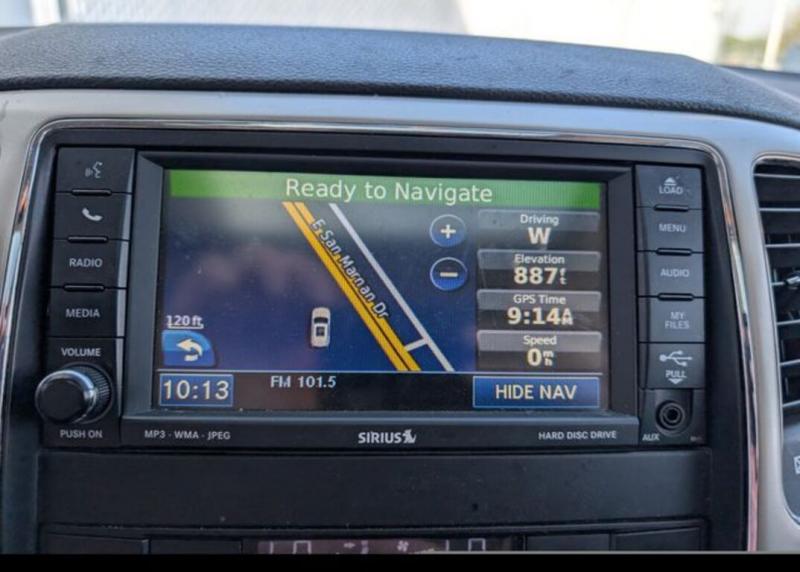 Ready to Navigate
E San Marnan Dr
120 ft
10:13
FM 101.5
+
−
Driving
W
Elevation
887ft
GPS Time
9:14AM
Speed
0mh
HIDE NAV
RADIO
MEDIA
VOLUME
PUSH ON
MP3 - WMA - JPEG
SIRIUS
HARD DISC DRIVE
LOAD
MENU
AUDIO
MY
FILES
PULL
AUX